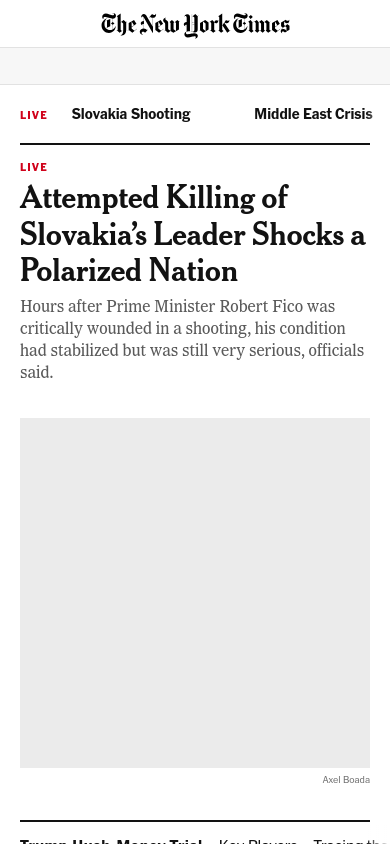 The New York Times
LIVE Slovakia Shooting Middle East Crisis
LIVE
Attempted Killing of
Slovakia’s Leader Shocks a
Polarized Nation
Hours after Prime Minister Robert Fico was
critically wounded in a shooting, his condition
had stabilized but was still very serious, officials
said.
Axel Boada
Trump Hush-Money Trial Key Players Tracing the